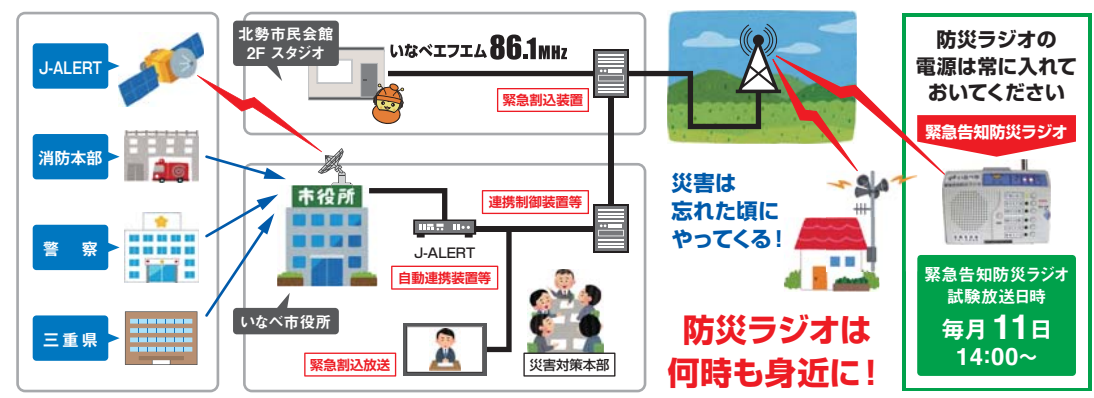 J-ALERT
消防本部
警察
三重県
北勢市民会館
2F スタジオ
いなべエフエム 86.1MHz
緊急割込装置
市役所
連携制御装置等
J-ALERT
自動連携装置等
いなべ市役所
緊急割込放送
災害対策本部
災害は
忘れた頃に
やってくる!
防災ラジオは
何時も身近に!
防災ラジオの
電源は常に入れて
おいてください
緊急告知防災ラジオ
緊急告知防災ラジオ
試験放送日時
毎月11日
14:00〜